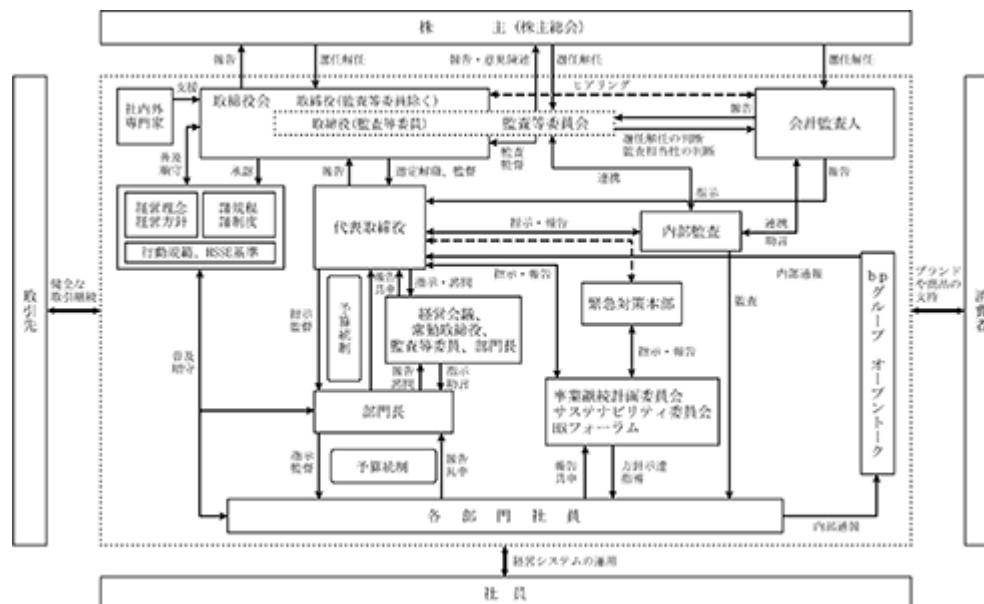 株　主（株主総会）
報告
選任解任
報告・意見陳述
選任解任
選任解任
支援
ヒアリング
社内外
専門家
取締役会
取締役(監査等委員除く)
取締役(監査等委員)
監査等委員会
報告
会計監査人
選任解任の判断
監査相当性の判断
普及
順守
承認
報告
選定解職、監督
監査
監督
連携
指示
報告
経営理念
経営方針
諸規程
諸制度
行動規範、HSSE基準
代表取締役
指示・報告
内部監査
連携
助言
内部通報
取引先
健全な
取引継続
指示
監督
予算統制
報告
具申
指示・諮問
指示・報告
緊急対策本部
監査
bpグループ　オープントーク
ブランド
や商品の
支持
消費者
経営会議、
常勤取締役、
監査等委員、部門長
指示・報告
普及
順守
報告
諮問
指示
助言
部門長
事業継続計画委員会
サステナビリティ委員会
HRフォーラム
指示
監督
予算統制
報告
具申
報告
具申
方針示達
指導
各部門社員
内部通報
経営システムの運用
社員